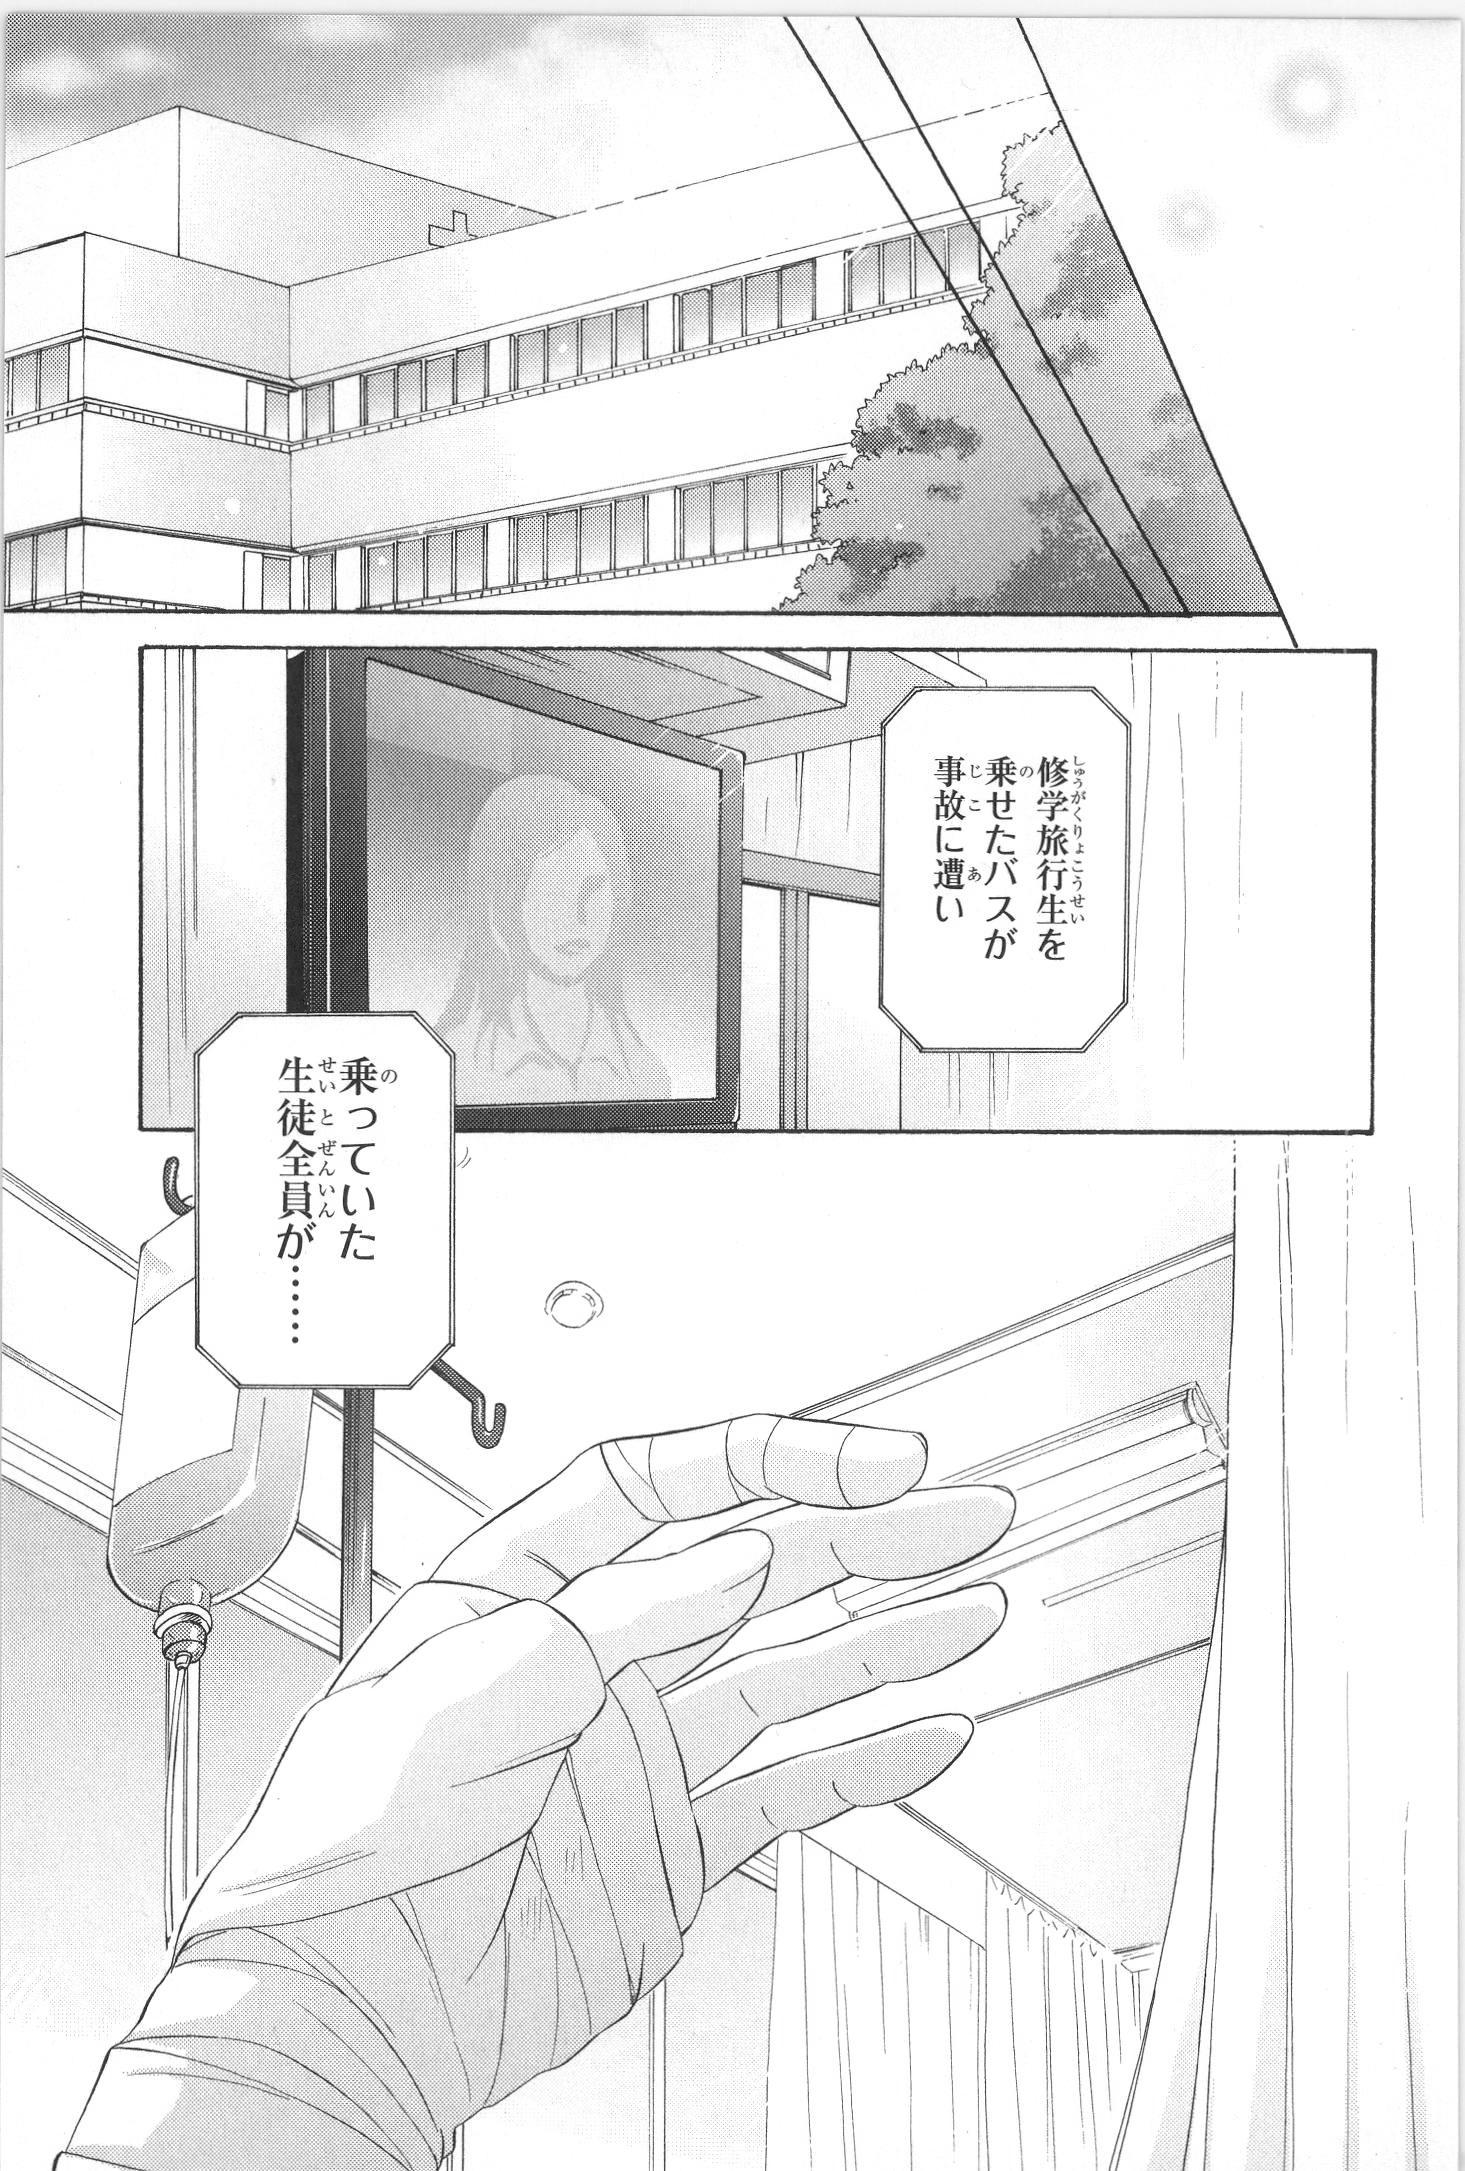 修学旅行生を
乗せたバスが
事故に遭い
乗っていた
生徒全員が……